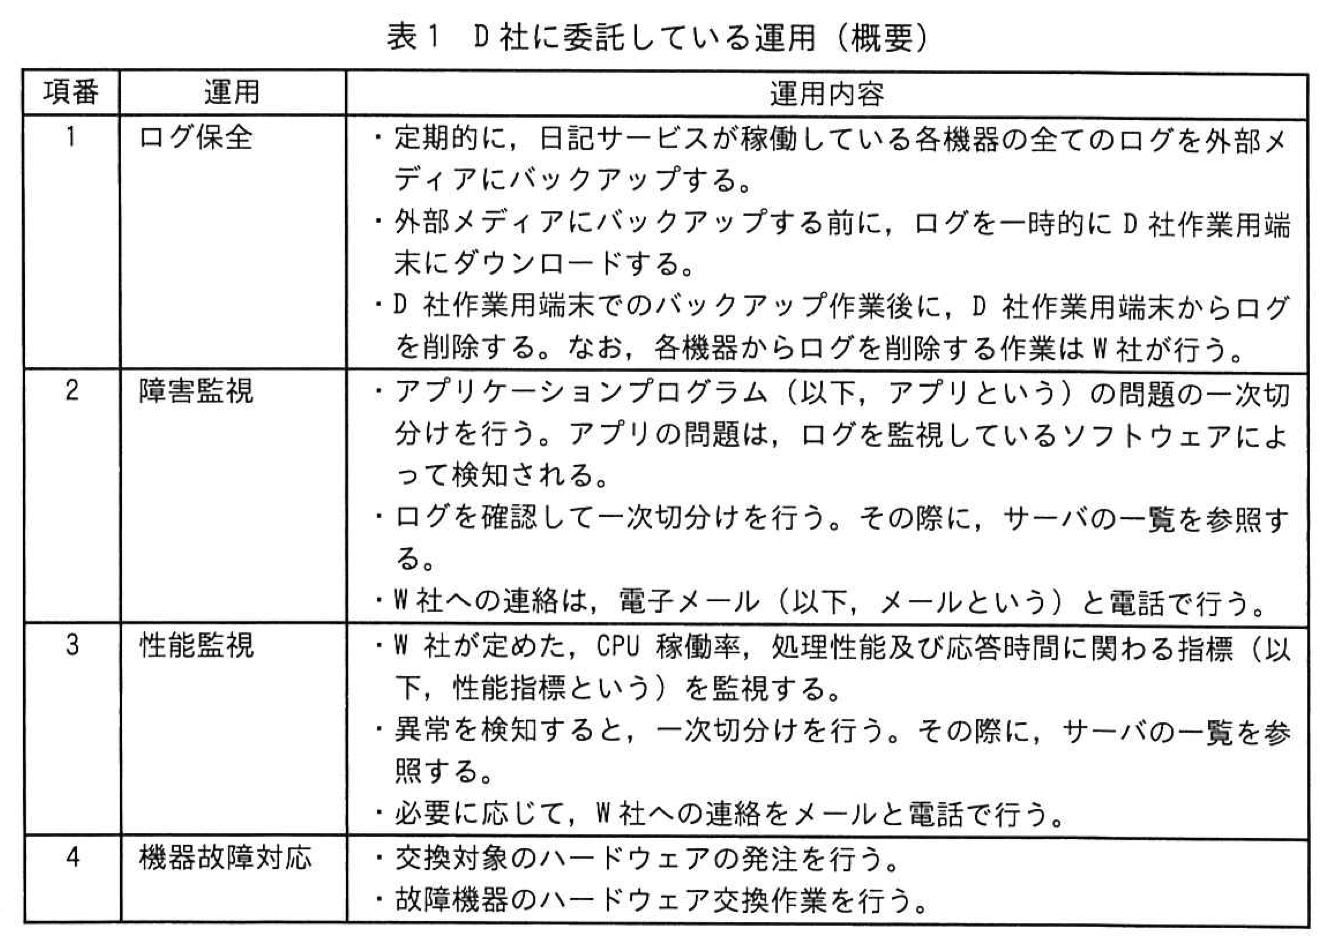 表1 D社に委託している運用（概要）
項番 運用 運用内容
1 ログ保全 ・定期的に，日記サービスが稼働している各機器の全てのログを外部メ
ディアにバックアップする。
・外部メディアにバックアップする前に，ログを一時的にD社作業用端
末にダウンロードする。
・D社作業用端末でのバックアップ作業後に，D社作業用端末からログ
を削除する。なお，各機器からログを削除する作業はW社が行う。
2 障害監視 ・アプリケーションプログラム（以下，アプリという）の問題の一次切
分けを行う。アプリの問題は，ログを監視しているソフトウェアによ
って検知される。
・ログを確認して一次切分けを行う。その際に，サーバの一覧を参照す
る。
・W社への連絡は，電子メール（以下，メールという）と電話で行う。
3 性能監視 ・W社が定めた，CPU稼働率，処理性能及び応答時間に関わる指標（以
下，性能指標という）を監視する。
・異常を検知すると，一次切分けを行う。その際に，サーバの一覧を参
照する。
・必要に応じて，W社への連絡をメールと電話で行う。
4 機器故障対応 ・交換対象のハードウェアの発注を行う。
・故障機器のハードウェア交換作業を行う。